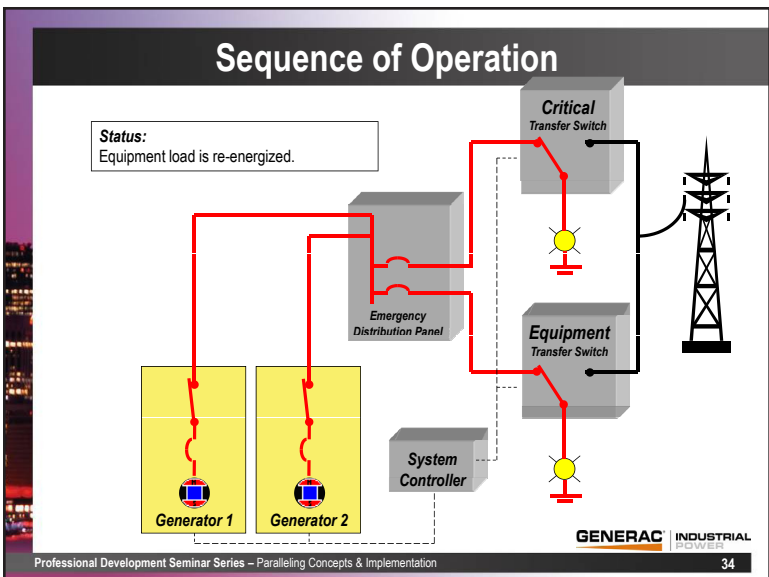 Sequence of Operation
Status:
Equipment load is re-energized.
Critical
Transfer Switch
Emergency
Distribution Panel
Equipment
Transfer Switch
System
Controller
Generator 1
Generator 2
GENERAC INDUSTRIAL
POWER
Professional Development Seminar Series – Paralleling Concepts & Implementation
34